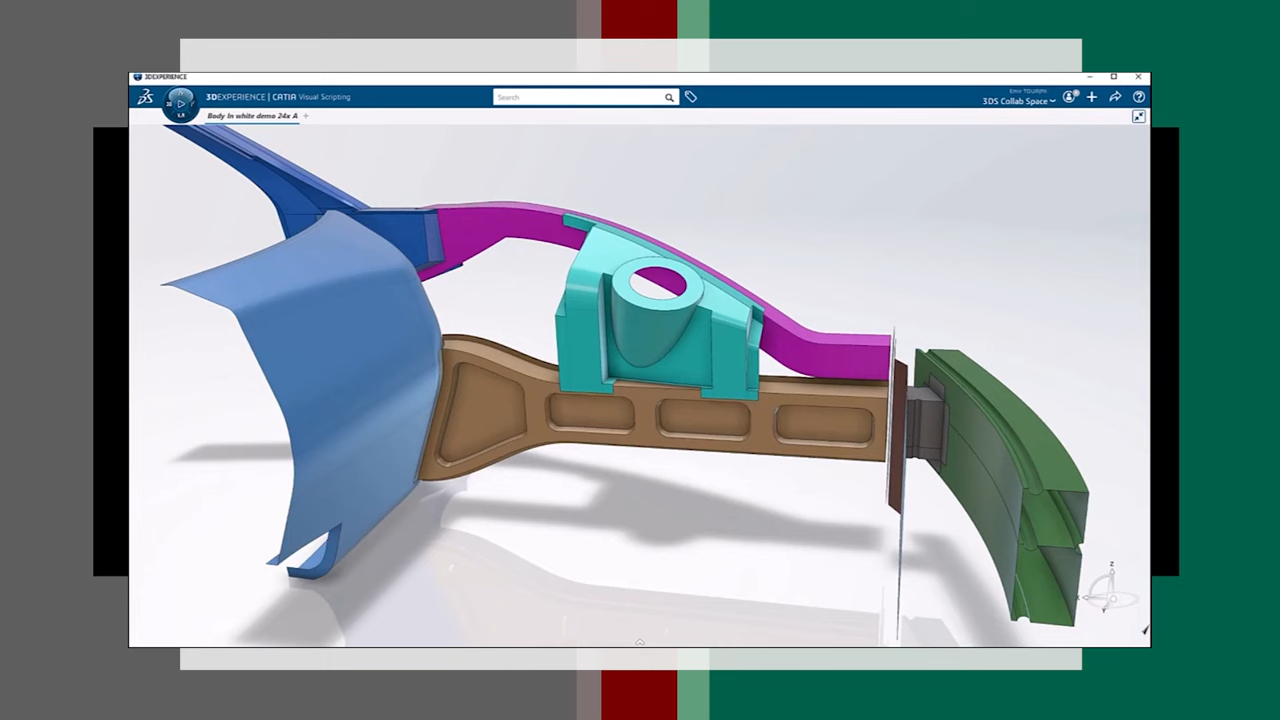 3DEXPERIENCE
3DEXPERIENCE | CATIA Visual Scripting
Search
3DS Collab Space
Body In white demo 24x A
Z